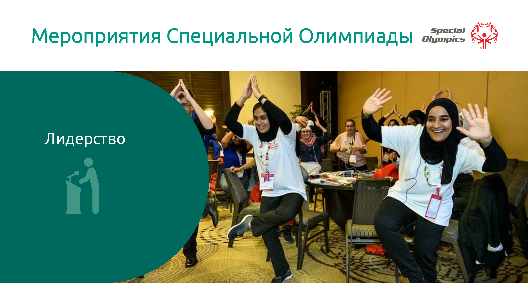 Мероприятия Специальной Олимпиады
Special
Olympics
Лидерство